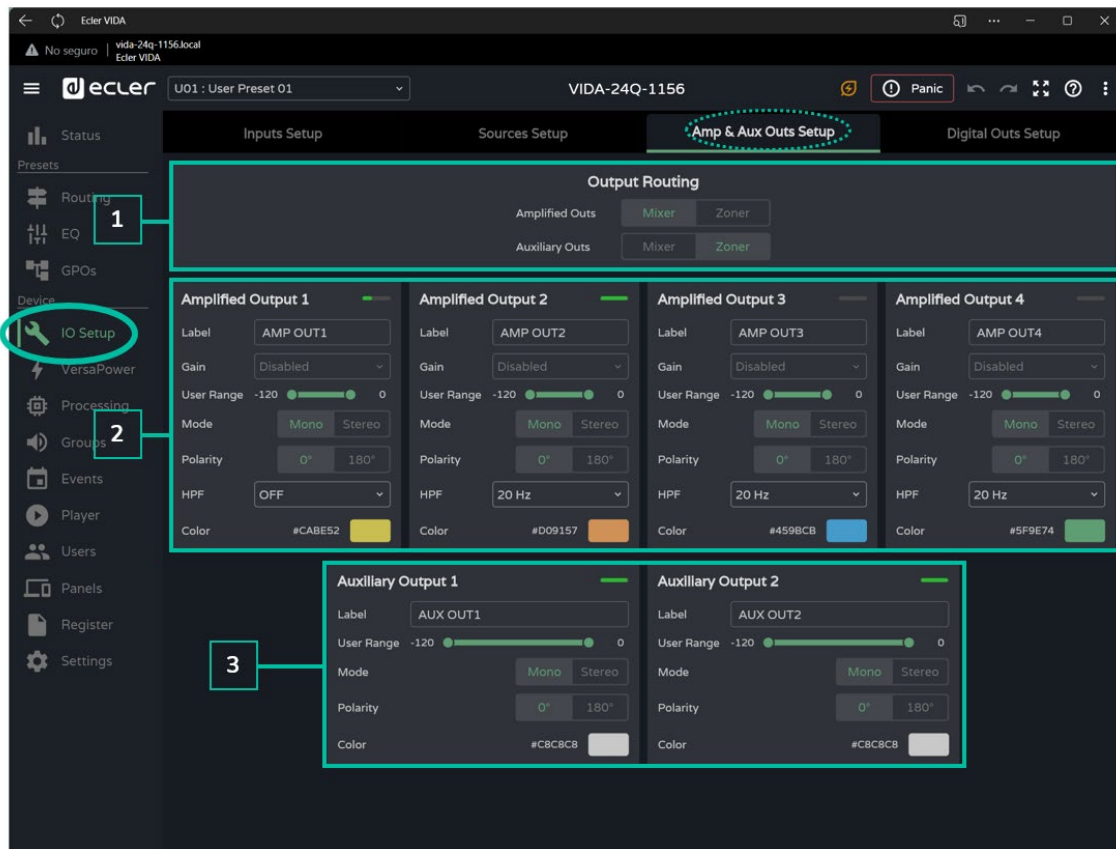 Ecler VIDA
No seguro
vida-24q-1156.local
Ecler VIDA
ecler
U01 : User Preset 01
VIDA-24Q-1156
Panic
Status
Inputs Setup
Sources Setup
Amp & Aux Outs Setup
Digital Outs Setup
Presets
Routing
EQ
GPOs
Device
IO Setup
VersaPower
Processing
Groups
Events
Player
Users
Panels
Register
Settings
1
Output Routing
Amplified Outs Mixer Zoner
Auxiliary Outs Mixer Zoner
2
Amplified Output 1
Label AMP OUT1
Gain Disabled
User Range -120 0
Mode Mono Stereo
Polarity 0° 180°
HPF OFF
Color #CABE52
Amplified Output 2
Label AMP OUT2
Gain Disabled
User Range -120 0
Mode Mono Stereo
Polarity 0° 180°
HPF 20 Hz
Color #D09157
Amplified Output 3
Label AMP OUT3
Gain Disabled
User Range -120 0
Mode Mono Stereo
Polarity 0° 180°
HPF 20 Hz
Color #459BCB
Amplified Output 4
Label AMP OUT4
Gain Disabled
User Range -120 0
Mode Mono Stereo
Polarity 0° 180°
HPF 20 Hz
Color #5F9E74
3
Auxiliary Output 1
Label AUX OUT1
User Range -120 0
Mode Mono Stereo
Polarity 0° 180°
Color #C8C8C8
Auxiliary Output 2
Label AUX OUT2
User Range -120 0
Mode Mono Stereo
Polarity 0° 180°
Color #C8C8C8